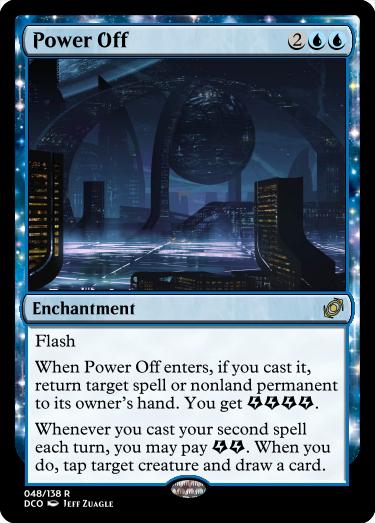 Power Off 2
Enchantment
Flash
When Power Off enters, if you cast it,
return target spell or nonland permanent
to its owner's hand. You get
Whenever you cast your second spell
each turn, you may pay . When you
do, tap target creature and draw a card.
048/138 R
DCO Jeff Zuagle